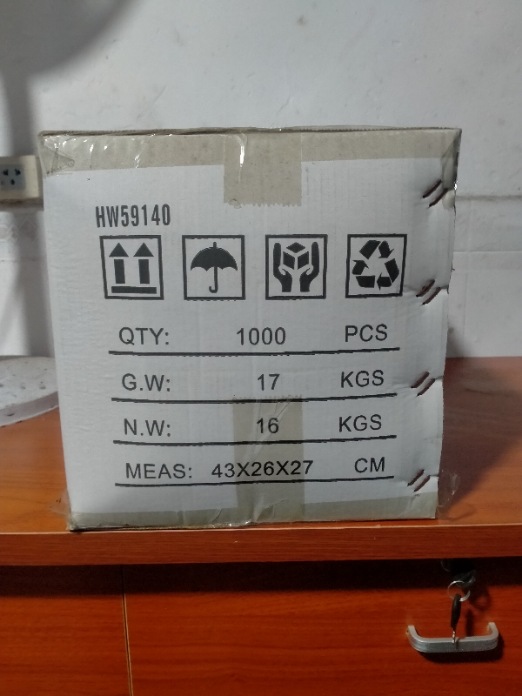 HW59140
QTY: 1000 PCS
G.W: 17 KGS
N.W: 16 KGS
MEAS: 43X26X27 CM